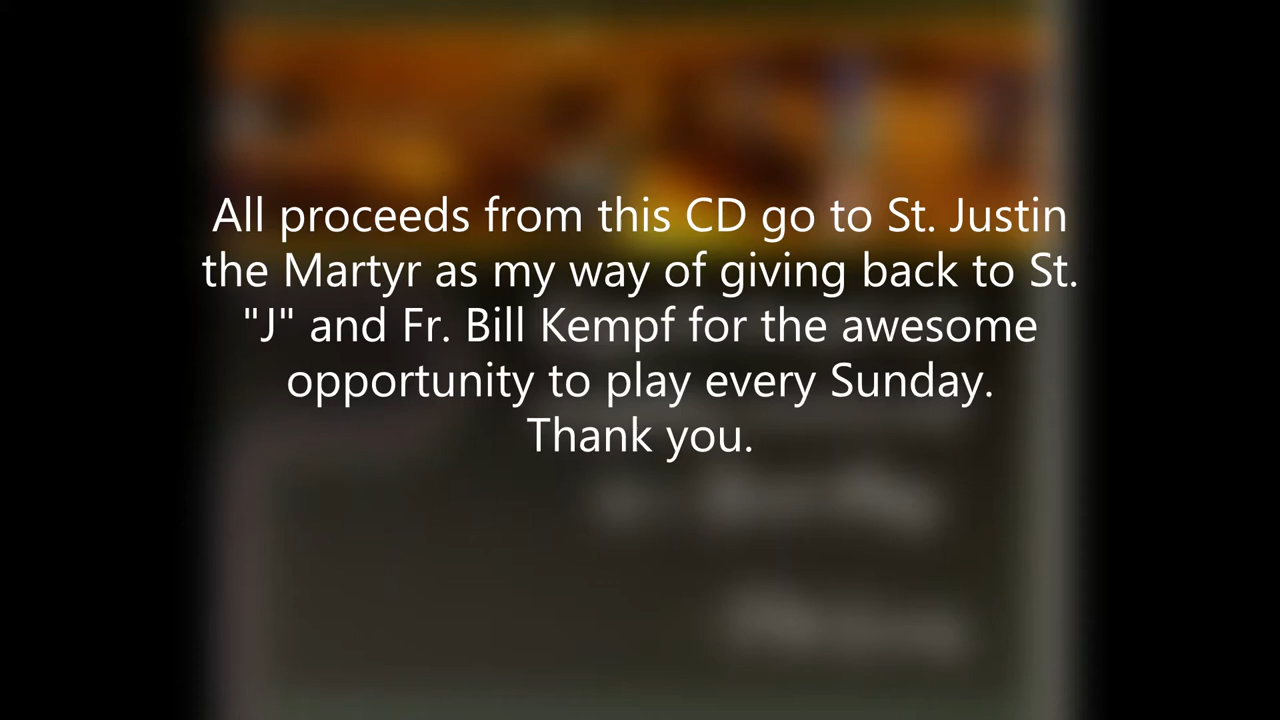 All proceeds from this CD go to St. Justin
the Martyr as my way of giving back to St.
"J" and Fr. Bill Kempf for the awesome
opportunity to play every Sunday.
Thank you.